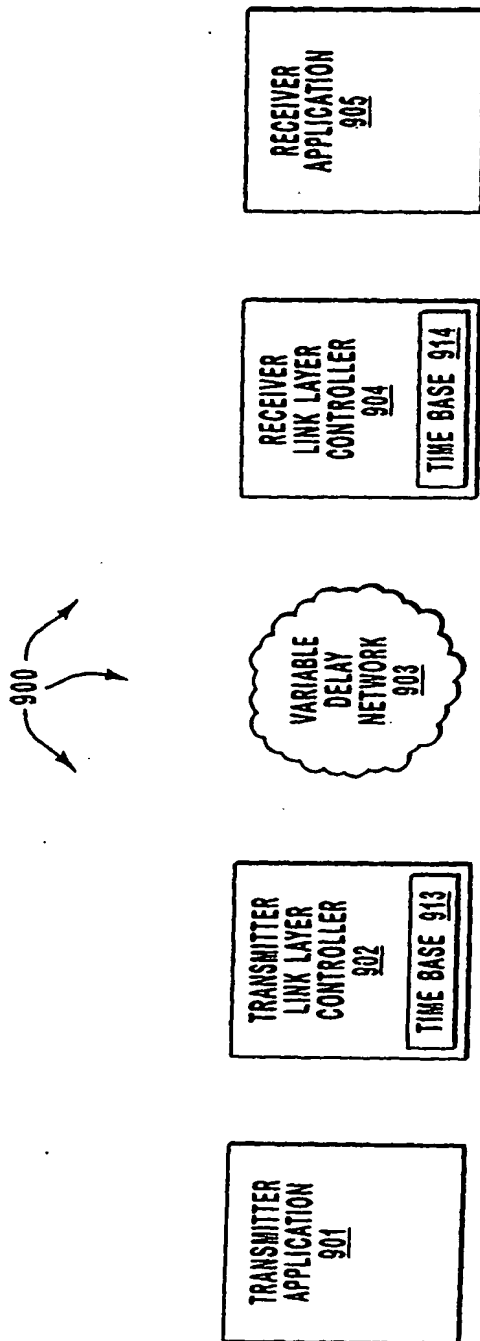 900
TRANSMITTER
APPLICATION
901
TRANSMITTER
LINK LAYER
CONTROLLER
902
TIME BASE 913
VARIABLE
DELAY
NETWORK
903
RECEIVER
LINK LAYER
CONTROLLER
904
TIME BASE 914
RECEIVER
APPLICATION
905